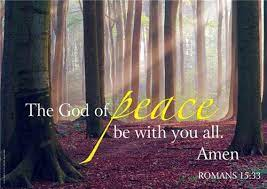 The God of peace
be with you all.
Amen
ROMANS 15:33